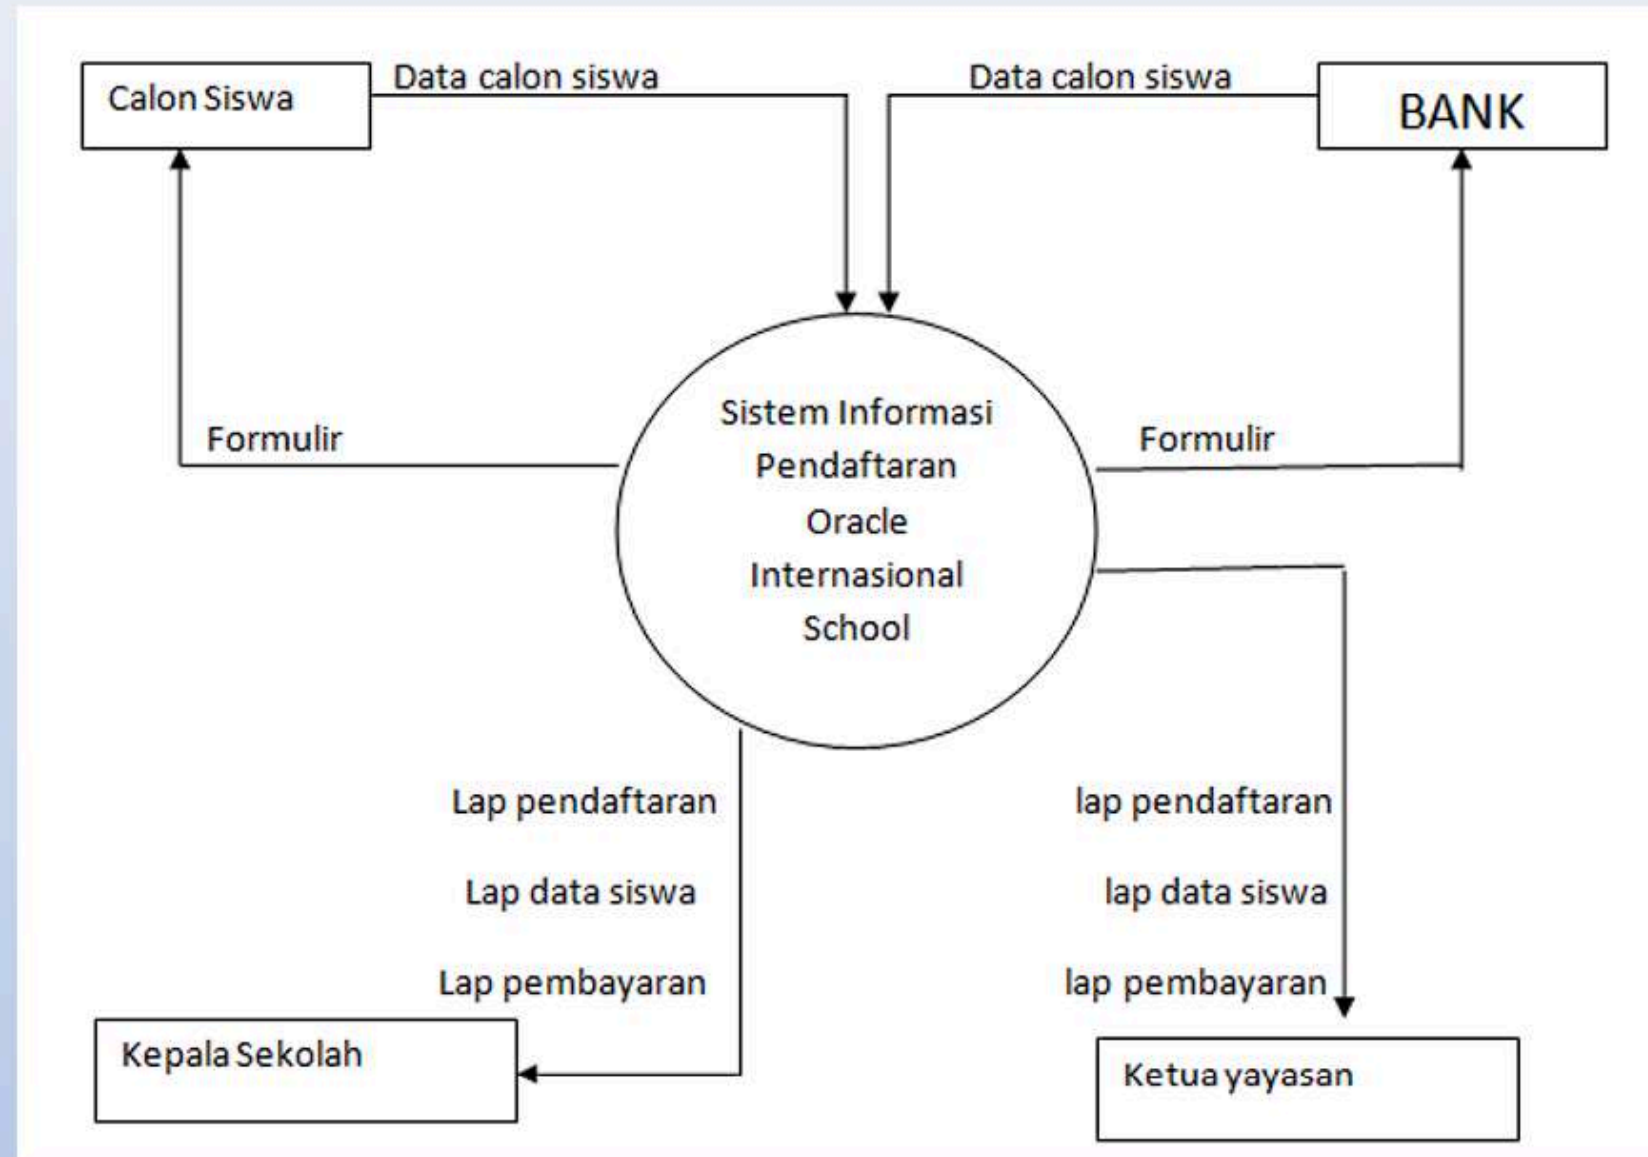 Calon Siswa
Data calon siswa
Data calon siswa
BANK
Formulir
Formulir
Sistem Informasi
Pendaftaran
Oracle
Internasional
School
Lap pendaftaran
Lap data siswa
Lap pembayaran
lap pendaftaran
lap data siswa
lap pembayaran
Kepala Sekolah
Ketua yayasan